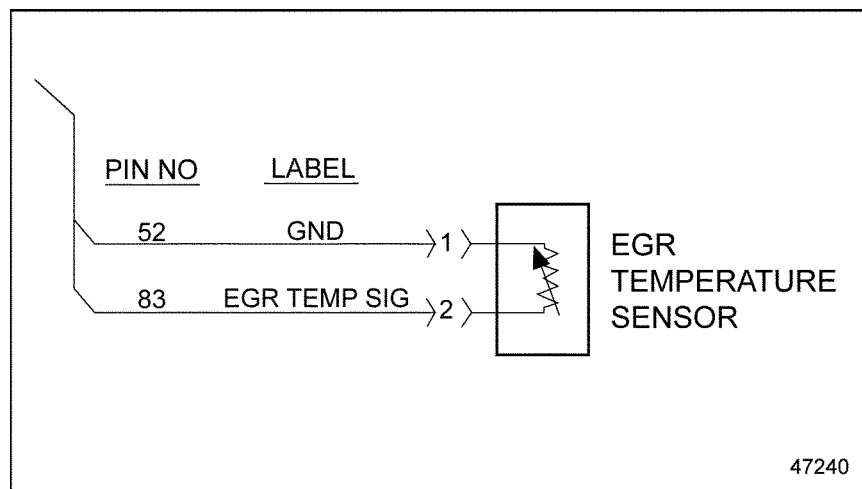 PIN NO LABEL
52 GND 1
83 EGR TEMP SIG 2
EGR
TEMPERATURE
SENSOR
47240